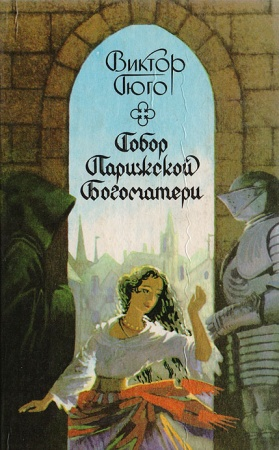 Виктор
Гюго
Собор
Парижской
Богоматери